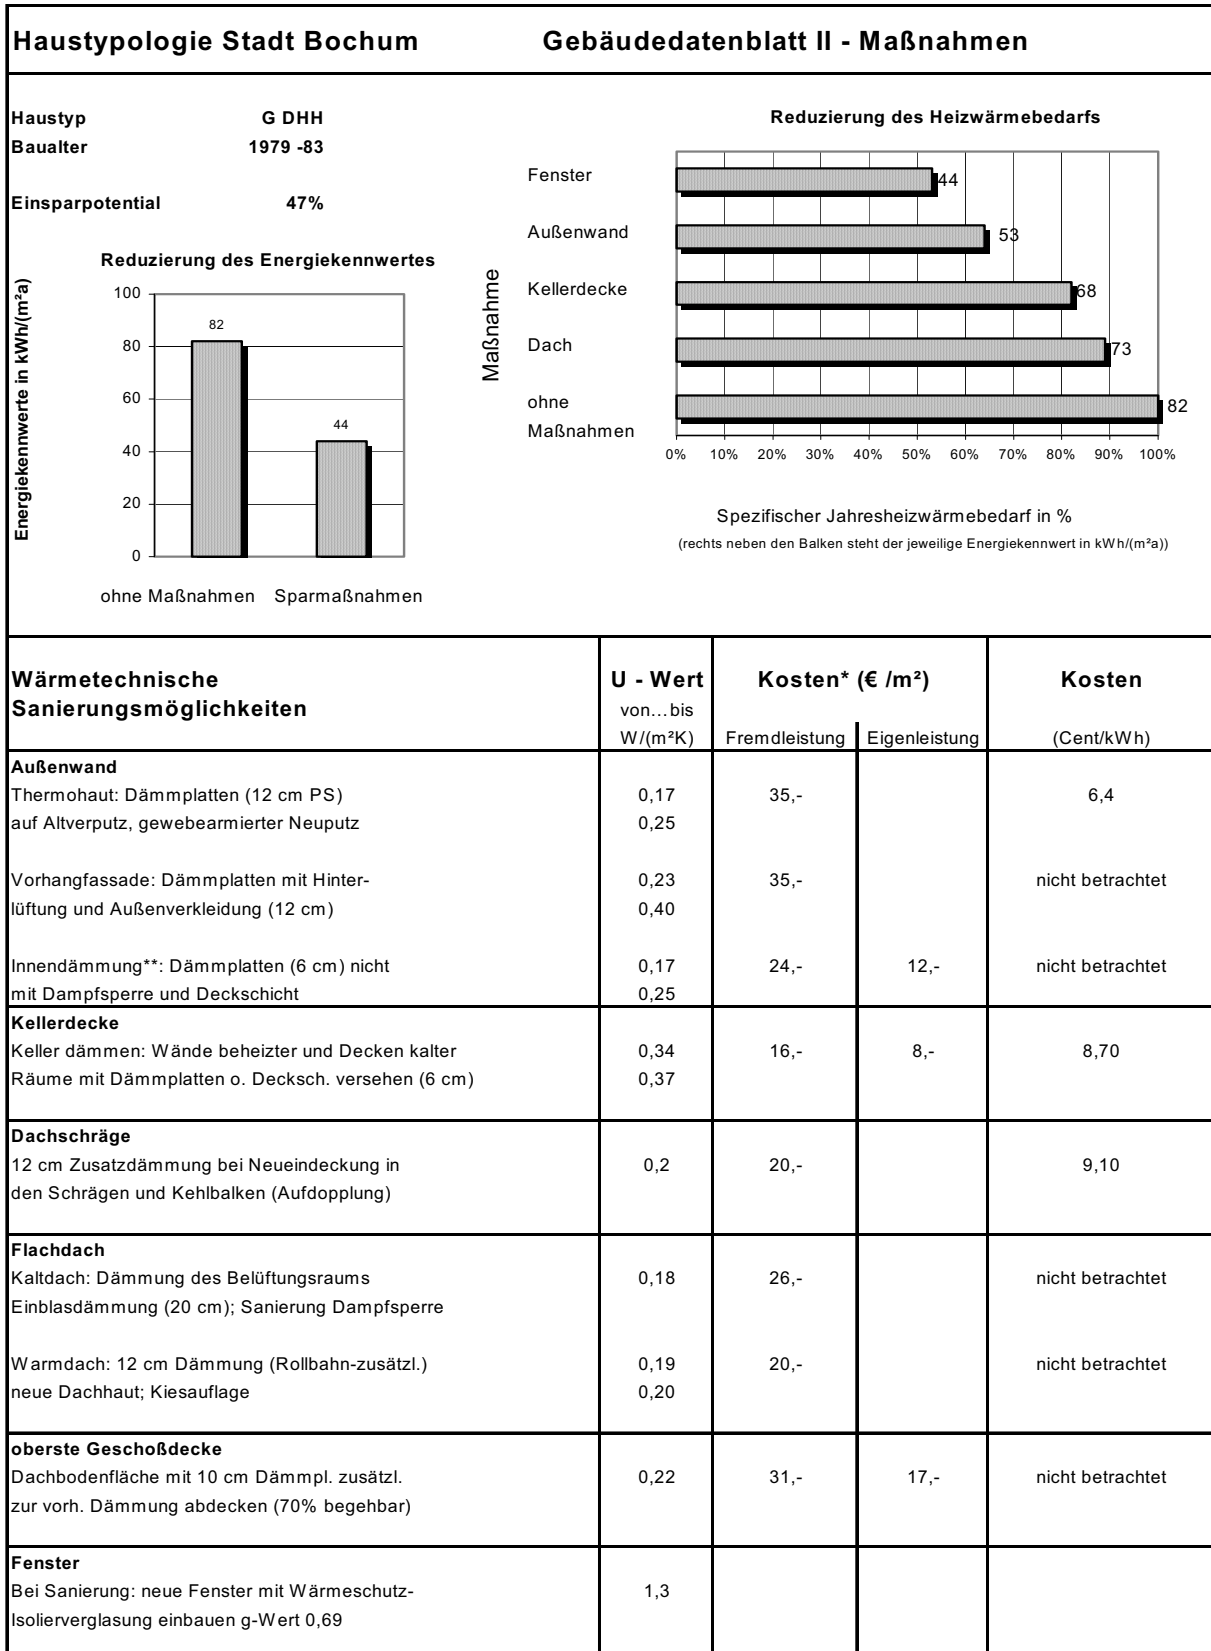 Haustypologie Stadt Bochum Gebäudedatenblatt II - Maßnahmen
Haustyp G DHH
Baualter 1979 -83
Einsparpotential 47%
Reduzierung des Energiekennwertes
Energiekennwerte in kWh/(m²a)
100
80
60
40
20
0
82
44
ohne Maßnahmen Sparmaßnahmen
Reduzierung des Heizwärmebedarfs
Maßnahme
Fenster 44
Außenwand 53
Kellerdecke 68
Dach 73
ohne
Maßnahmen 82
0% 10% 20% 30% 40% 50% 60% 70% 80% 90% 100%
Spezifischer Jahresheizwärmebedarf in %
(rechts neben den Balken steht der jeweilige Energiekennwert in kWh/(m²a))
Wärmetechnische U - Wert Kosten* (€ /m²) Kosten
Sanierungsmöglichkeiten von...bis
W/(m²K) Fremdleistung Eigenleistung (Cent/kWh)
Außenwand
Thermohaut: Dämmplatten (12 cm PS) 0,17 35,- 6,4
auf Altverputz, gewebearmierter Neuputz 0,25
Vorhangfassade: Dämmplatten mit Hinter- 0,23 35,- nicht betrachtet
lüftung und Außenverkleidung (12 cm) 0,40
Innendämmung**: Dämmplatten (6 cm) nicht 0,17 24,- 12,- nicht betrachtet
mit Dampfsperre und Deckschicht 0,25
Kellerdecke
Keller dämmen: Wände beheizter und Decken kalter 0,34 16,- 8,- 8,70
Räume mit Dämmplatten o. Decksch. versehen (6 cm) 0,37
Dachschräge
12 cm Zusatzdämmung bei Neueindeckung in 0,2 20,- 9,10
den Schrägen und Kehlbalken (Aufdopplung)
Flachdach
Kaltdach: Dämmung des Belüftungsraums 0,18 26,- nicht betrachtet
Einblasdämmung (20 cm); Sanierung Dampfsperre
Warmdach: 12 cm Dämmung (Rollbahn-zusätzl.) 0,19 20,- nicht betrachtet
neue Dachhaut; Kiesauflage 0,20
oberste Geschoßdecke
Dachbodenfläche mit 10 cm Dämmpl. zusätzl. 0,22 31,- 17,- nicht betrachtet
zur vorh. Dämmung abdecken (70% begehbar)
Fenster
Bei Sanierung: neue Fenster mit Wärmeschutz- 1,3
Isolierverglasung einbauen g-Wert 0,69